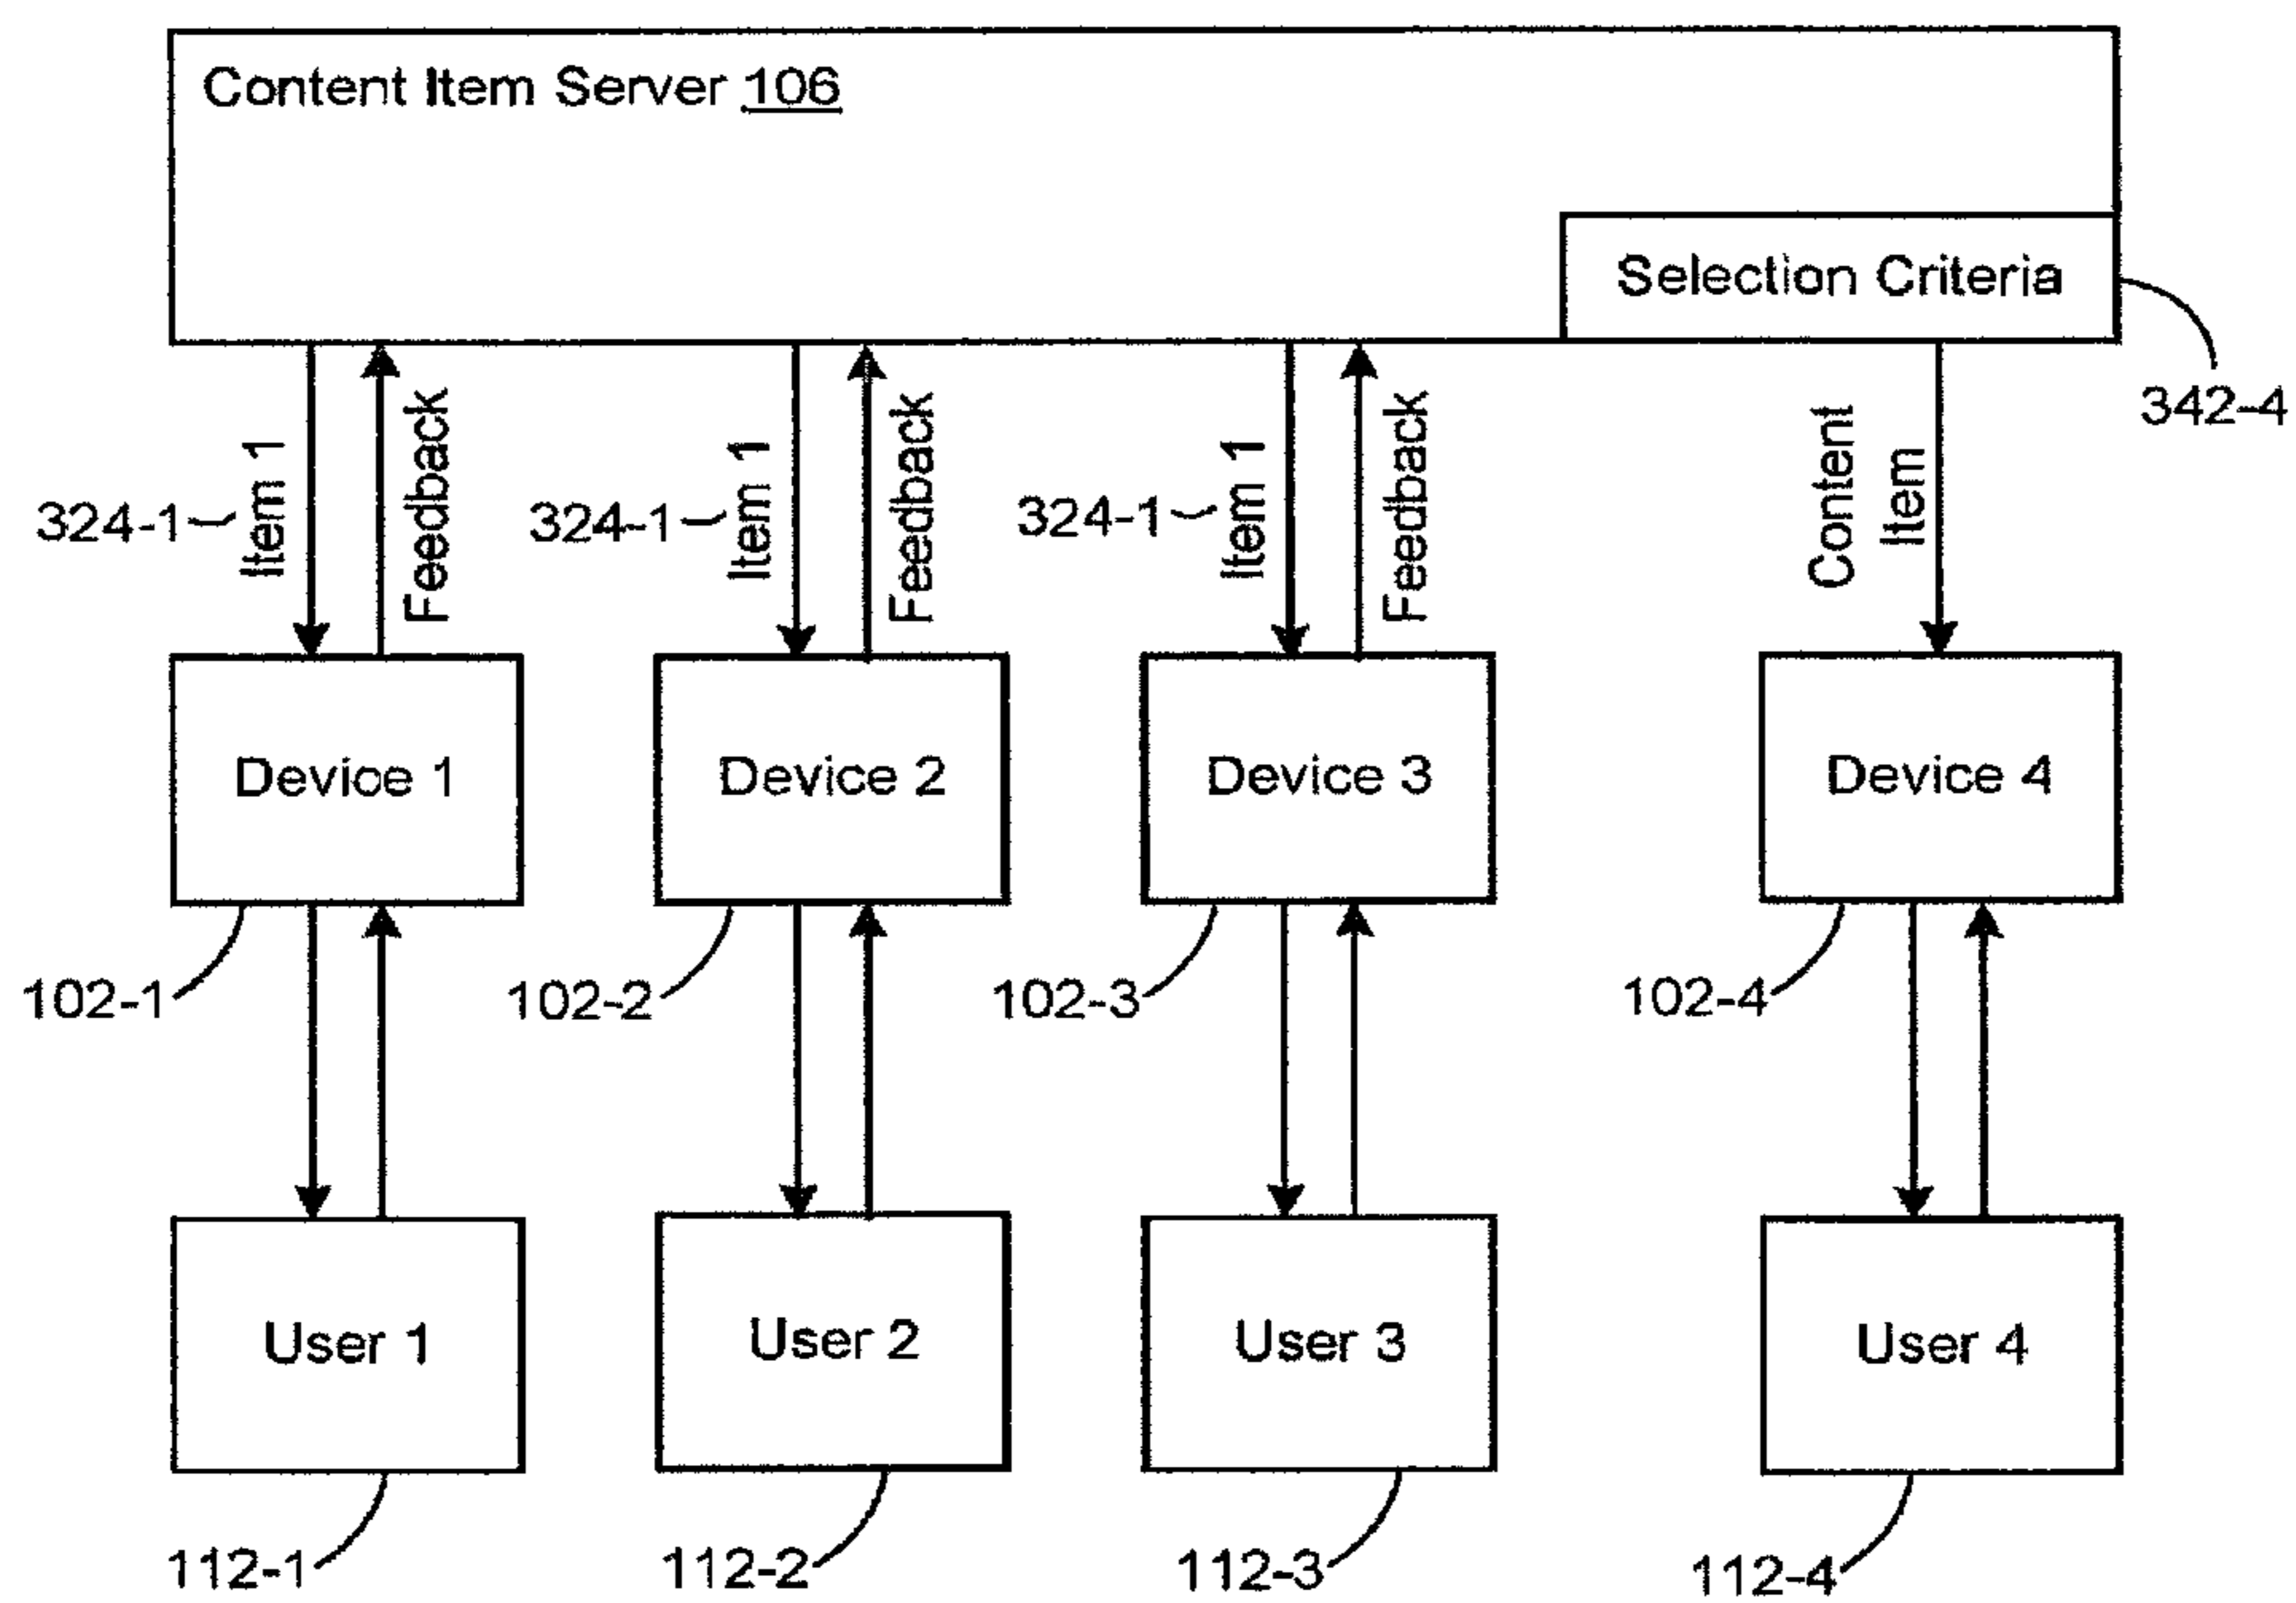 Content Item Server 106
Selection Criteria
342-4
324-1
Item 1
Feedback
324-1
Item 1
Feedback
324-1
Item 1
Feedback
Content
Item
Device 1
Device 2
Device 3
Device 4
102-1
102-2
102-3
102-4
User 1
User 2
User 3
User 4
112-1
112-2
112-3
112-4